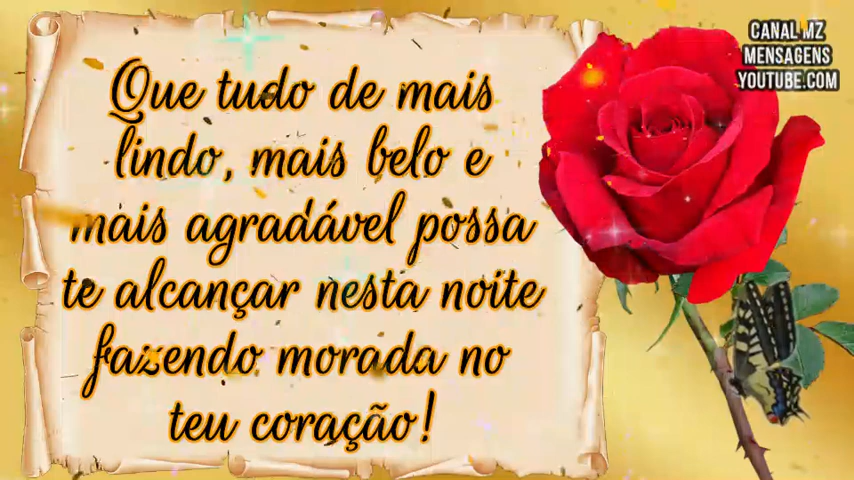 Que tudo de mais
lindo, mais belo e
mais agradável possa
te alcançar nesta noite
fazendo morada no
teu coração!
CANAL MZ
MENSAGENS
YOUTUBE.COM